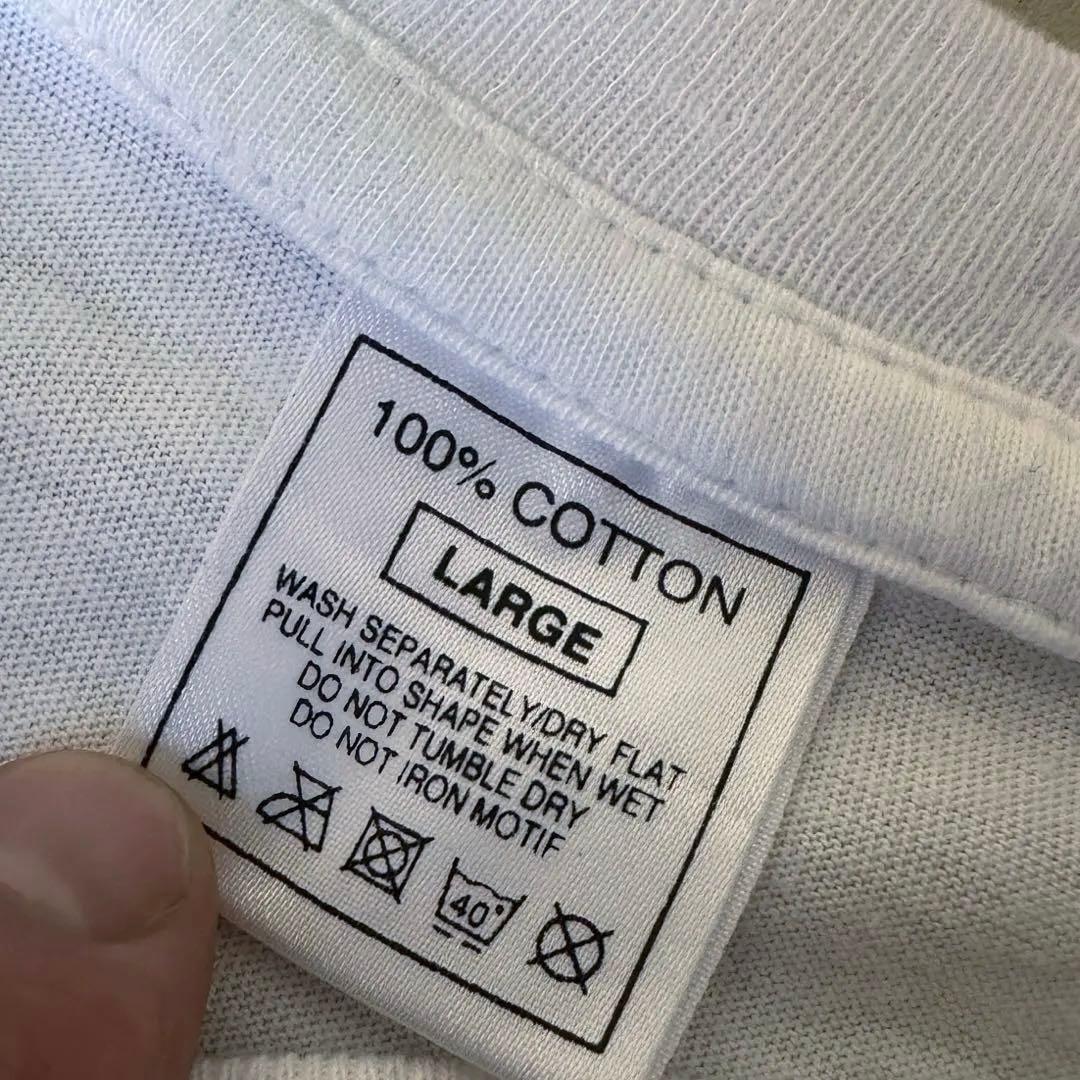 100% COTTON
LARGE
WASH SEPARATELY/DRY FLAT
PULL INTO SHAPE WHEN WET
DO NOT TUMBLE DRY
DO NOT IRON MOTIF
40°